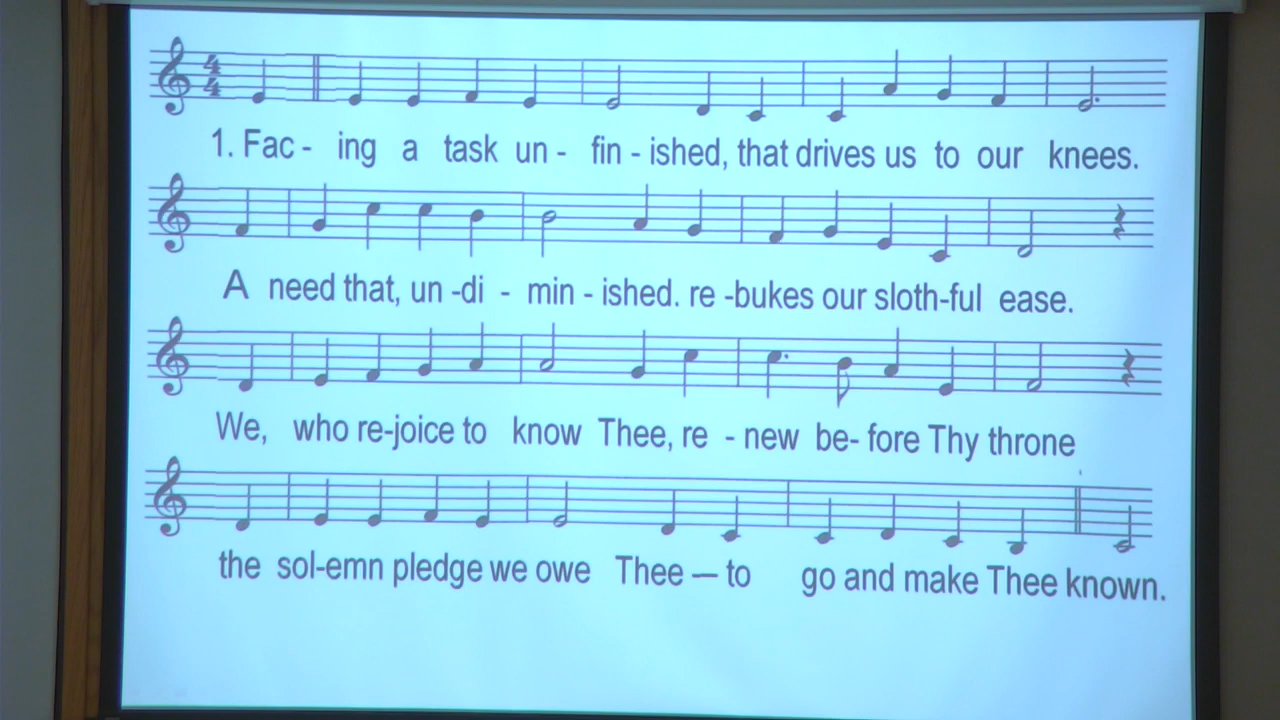 1. Fac - ing a task un - fin - ished, that drives us to our knees.
A need that, un -di - min - ished. re -bukes our sloth-ful ease.
We, who re-joice to know Thee, re - new be- fore Thy throne
the sol-emn pledge we owe Thee — to go and make Thee known.